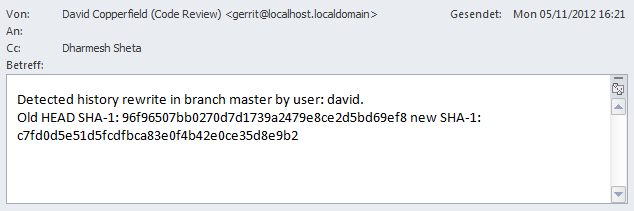 Von: David Copperfield (Code Review) <gerrit@localhost.localdomain> Gesendet: Mon 05/11/2012 16:21
An:
Cc: Dharmesh Sheta
Betreff:
Detected history rewrite in branch master by user: david.
Old HEAD SHA-1: 96f96507bb0270d7d1739a2479e8ce2d5bd69ef8 new SHA-1:
c7fd0d5e51d5fcdfbca83e0f4b42e0ce35d8e9b2